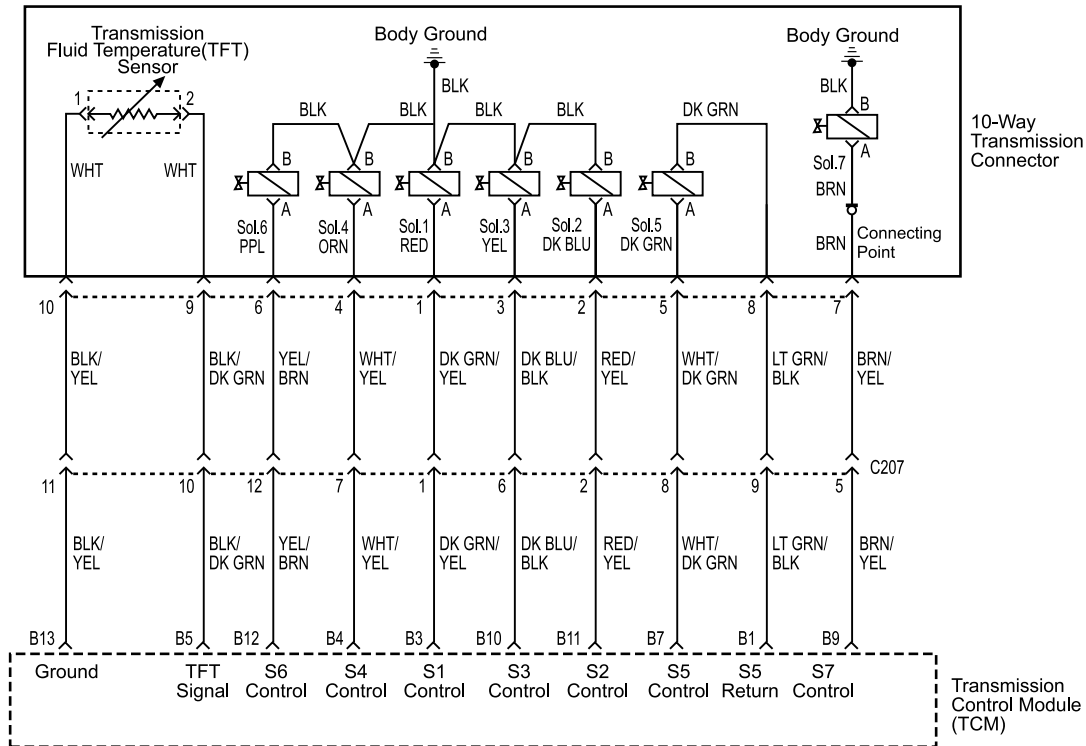 Transmission
Fluid Temperature(TFT)
Sensor
Body Ground
Body Ground
BLK
BLK
1
2
BLK
BLK
BLK
BLK
DK GRN
B
10-Way
Transmission
Connector
WHT
WHT
B
B
B
B
B
B
A
Sol.7
BRN
A
A
A
A
A
A
Sol.6
PPL
Sol.4
ORN
Sol.1
RED
Sol.3
YEL
Sol.2
DK BLU
Sol.5
DK GRN
BRN
Connecting
Point
10
9
6
4
1
3
2
5
8
7
BLK/
YEL
BLK/
DK GRN
YEL/
BRN
WHT/
YEL
DK GRN/
YEL
DK BLU/
BLK
RED/
YEL
WHT/
DK GRN
LT GRN/
BLK
BRN/
YEL
C207
11
10
12
7
1
6
2
8
9
5
BLK/
YEL
BLK/
DK GRN
YEL/
BRN
WHT/
YEL
DK GRN/
YEL
DK BLU/
BLK
RED/
YEL
WHT/
DK GRN
LT GRN/
BLK
BRN/
YEL
B13
B5
B12
B4
B3
B10
B11
B7
B1
B9
Ground
TFT
Signal
S6
Control
S4
Control
S1
Control
S3
Control
S2
Control
S5
Control
S5
Return
S7
Control
Transmission
Control Module
(TCM)